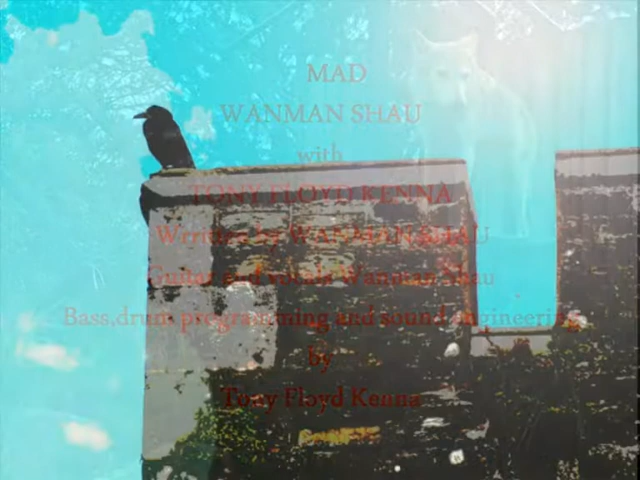 MAD
WANMAN SHAU
with
TONY FLOYD KENNA
Wrritten by WANMAN SHAU
Guitar and vocals Wanman Shau
Bass,drum programming and sound engineering
by
Tony Floyd Kenna